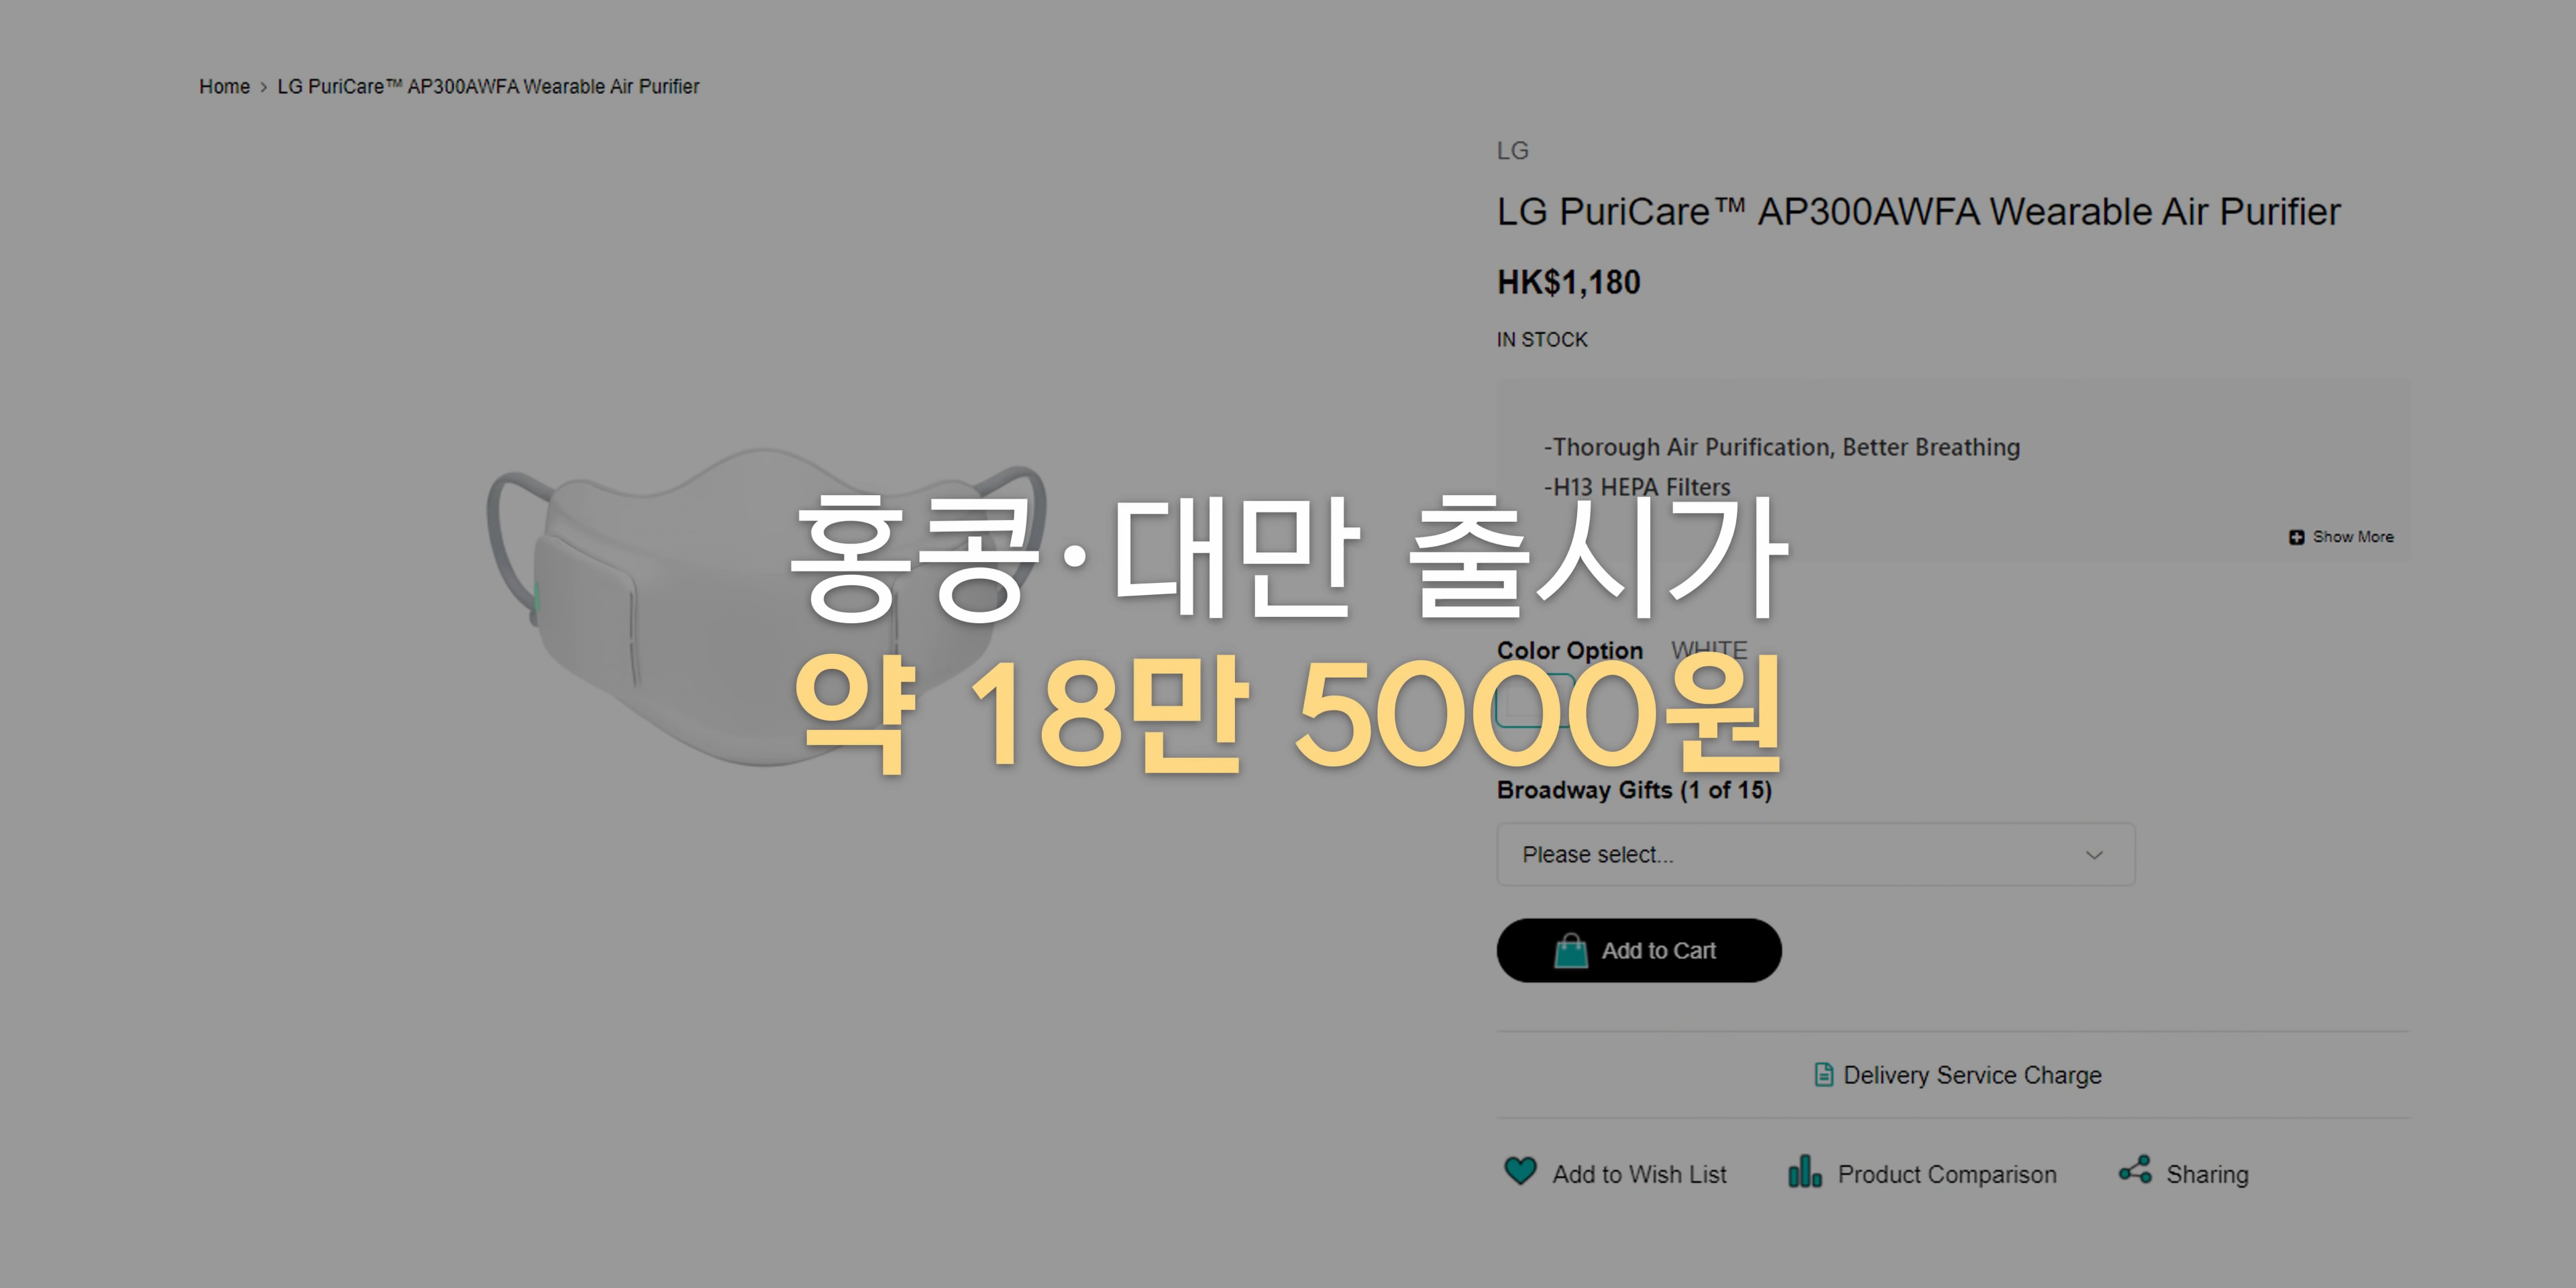 Home > LG PuriCare™ AP300AWFA Wearable Air Purifier
LG
LG PuriCare™ AP300AWFA Wearable Air Purifier
HK$1,180
IN STOCK
-Thorough Air Purification, Better Breathing
-H13 HEPA Filters
Show More
홍콩·대만 출시가
약 18만 5000원
Color Option WHITE
Broadway Gifts (1 of 15)
Please select...
Add to Cart
Delivery Service Charge
Add to Wish List Product Comparison Sharing